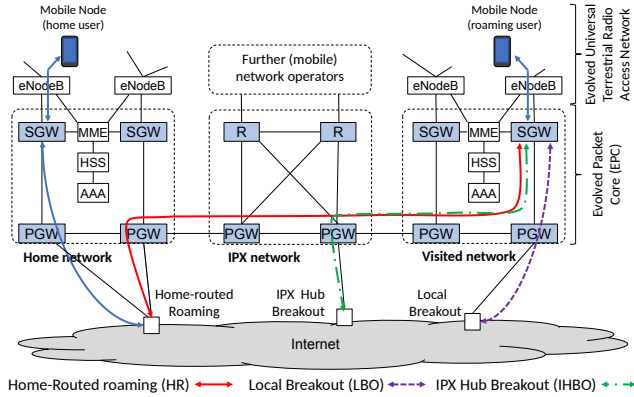 Mobile Node
(home user)
Mobile Node
(roaming user)
Evolved Universal
Terrestrial Radio
Access Network
Further (mobile)
network operators
eNodeB
eNodeB
eNodeB
eNodeB
SGW
MME
SGW
R
R
SGW
MME
SGW
HSS
HSS
AAA
AAA
Evolved Packet
Core (EPC)
PGW
PGW
PGW
PGW
PGW
PGW
Home network
IPX network
Visited network
Home-routed
Roaming
IPX Hub
Breakout
Local
Breakout
Internet
Home-Routed roaming (HR)
Local Breakout (LBO)
IPX Hub Breakout (IHBO)